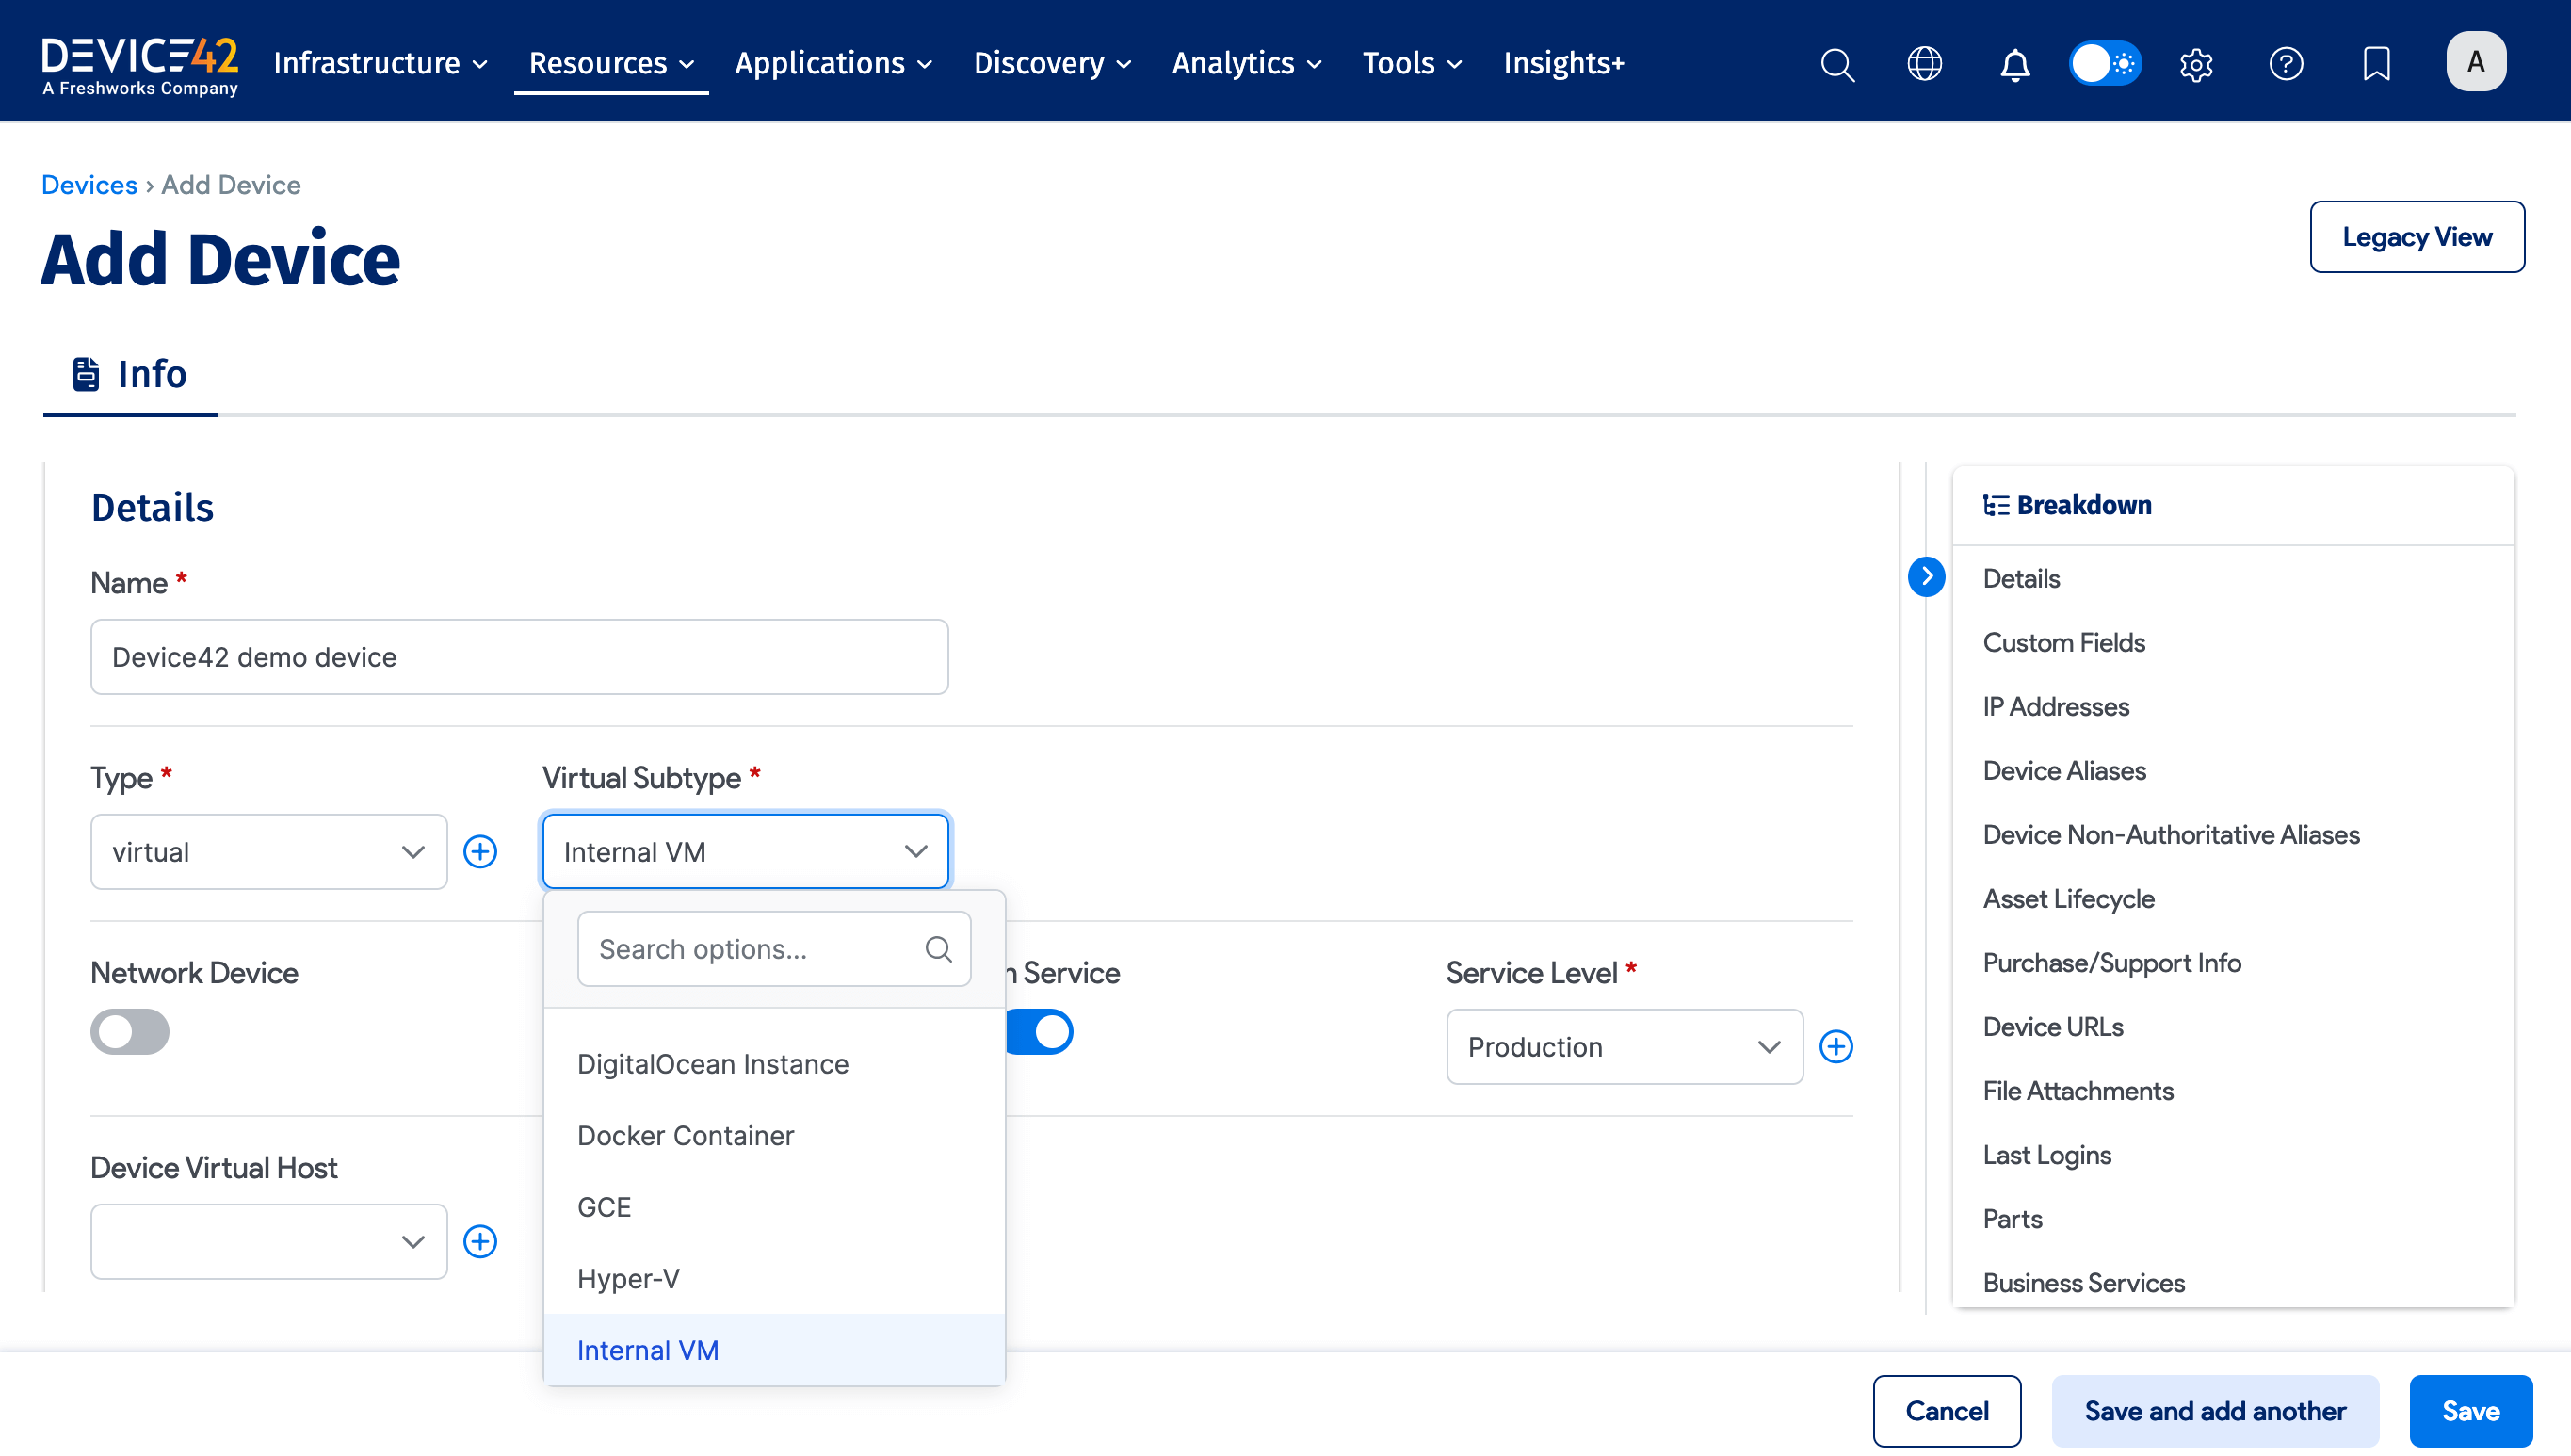 DEVICE42
A Freshworks Company
Infrastructure
Resources
Applications
Discovery
Analytics
Tools
Insights+
A
Devices › Add Device
Add Device
Legacy View
Info
Details
Name *
Device42 demo device
Type *
virtual
Virtual Subtype *
Internal VM
Search options...
DigitalOcean Instance
Docker Container
GCE
Hyper-V
Internal VM
Network Device
Service
Service Level *
Production
Device Virtual Host
Breakdown
Details
Custom Fields
IP Addresses
Device Aliases
Device Non-Authoritative Aliases
Asset Lifecycle
Purchase/Support Info
Device URLs
File Attachments
Last Logins
Parts
Business Services
Cancel
Save and add another
Save